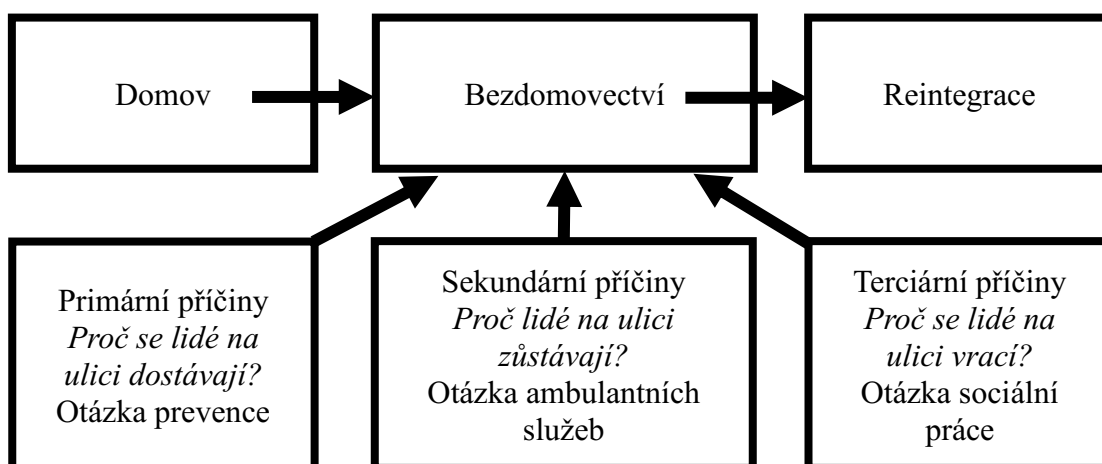 Domov
Bezdomovectví
Reintegrace
Primární příčiny
Proč se lidé na
ulici dostávají?
Otázka prevence
Sekundární příčiny
Proč lidé na ulici
zůstávají?
Otázka ambulantních
služeb
Terciární příčiny
Proč se lidé na
ulici vrací?
Otázka sociální
práce